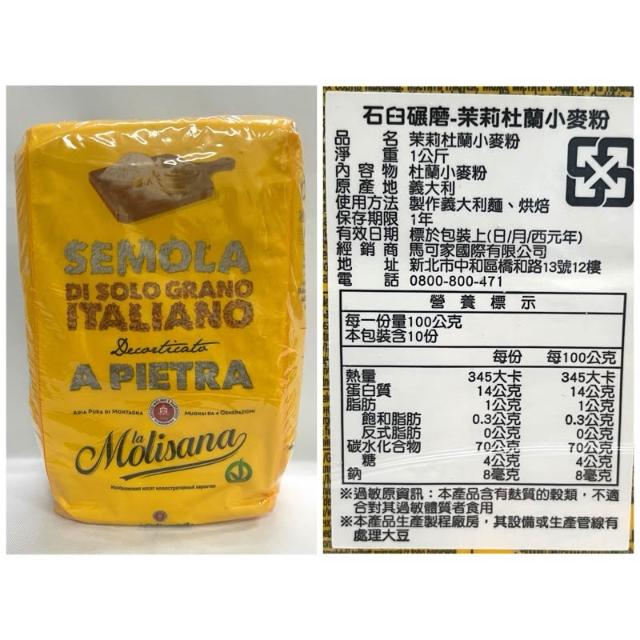 SEMOLA
DI SOLO GRANO
ITALIANO
Decorticato
A PIETRA
ARIA PURA DI MONTAGNA
MUGNAI DA 4 GENERAZIONI
la
Molisana
石臼碾磨-茉莉杜蘭小麥粉
品名 茉莉杜蘭小麥粉
淨重 1公斤
內容物 杜蘭小麥粉
原產地 義大利
使用方法 製作義大利麵、烘焙
保存期限 1年
有效日期 標於包裝上(日/月/西元年)
經銷商 馬可家國際有限公司
地址 新北市中和區橋和路13號12樓
電話 0800-800-471
營養標示
每一份量100公克
本包裝含10份
每份 每100公克
熱量 345大卡 345大卡
蛋白質 14公克 14公克
脂肪 1公克 1公克
飽和脂肪 0.3公克 0.3公克
反式脂肪 0公克 0公克
碳水化合物 70公克 70公克
糖 4公克 4公克
鈉 8毫克 8毫克
※過敏原資訊：本產品含有麩質的穀類，不適
合對其過敏體質者食用
※本產品生產製程廠房，其設備或生產管線有
處理大豆